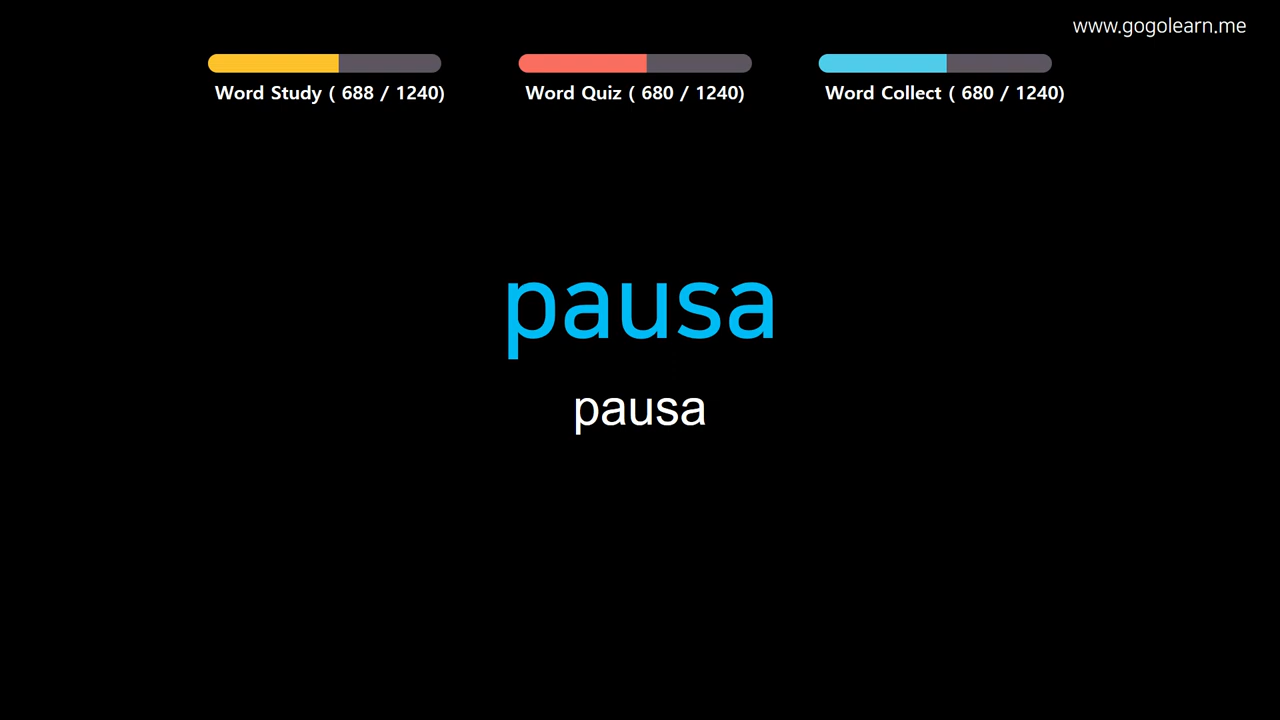 www.gogolearn.me
Word Study ( 688 / 1240)
Word Quiz ( 680 / 1240)
Word Collect ( 680 / 1240)
pausa
pausa